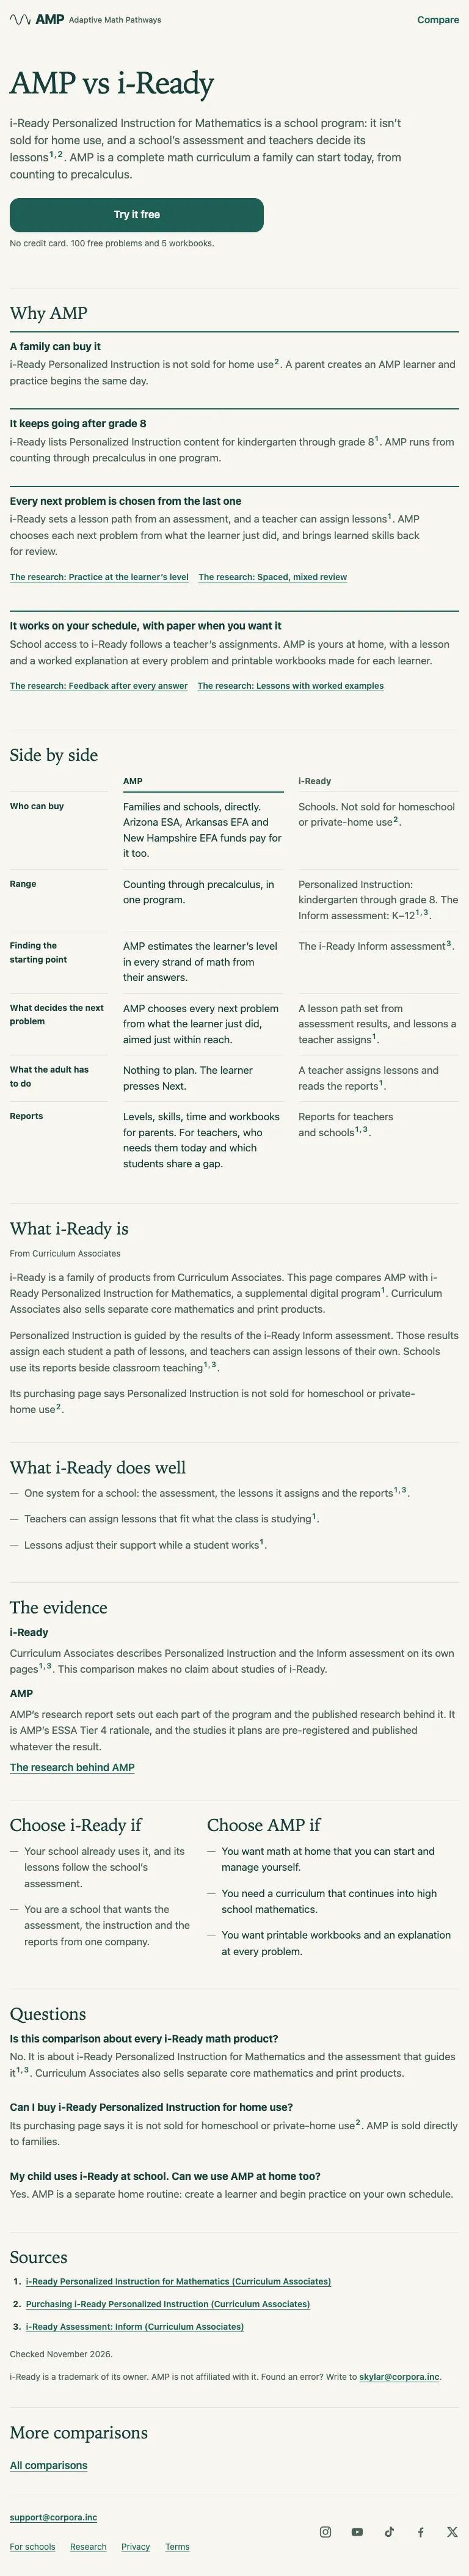 AMP Adaptive Math Pathways
Compare
AMP vs i-Ready
i-Ready Personalized Instruction for Mathematics is a school program: it isn’t
sold for home use, and a school’s assessment and teachers decide its
lessons1,2. AMP is a complete math curriculum a family can start today, from
counting to precalculus.
Try it free
No credit card. 100 free problems and 5 workbooks.
Why AMP
A family can buy it
i-Ready Personalized Instruction is not sold for home use2. A parent creates an AMP learner and
practice begins the same day.
It keeps going after grade 8
i-Ready lists Personalized Instruction content for kindergarten through grade 81. AMP runs from
counting through precalculus in one program.
Every next problem is chosen from the last one
i-Ready sets a lesson path from an assessment, and a teacher can assign lessons1. AMP
chooses each next problem from what the learner just did, and brings learned skills back
for review.
The research: Practice at the learner’s level The research: Spaced, mixed review
It works on your schedule, with paper when you want it
School access to i-Ready follows a teacher’s assignments. AMP is yours at home, with a lesson
and a worked explanation at every problem and printable workbooks made for each learner.
The research: Feedback after every answer The research: Lessons with worked examples
Side by side
AMP
i-Ready
Who can buy
Families and schools, directly.
Arizona ESA, Arkansas EFA and
New Hampshire EFA funds pay for
it too.
Schools. Not sold for homeschool
or private-home use2.
Range
Counting through precalculus, in
one program.
Personalized Instruction:
kindergarten through grade 8. The
Inform assessment: K–121,3.
Finding the
starting point
AMP estimates the learner’s level
in every strand of math from
their answers.
The i-Ready Inform assessment3.
What decides the next
problem
AMP chooses every next problem
from what the learner just did,
aimed just within reach.
A lesson path set from
assessment results, and lessons a
teacher assigns1.
What the adult has
to do
Nothing to plan. The learner
presses Next.
A teacher assigns lessons and
reads the reports1.
Reports
Levels, skills, time and workbooks
for parents. For teachers, who
needs them today and which
students share a gap.
Reports for teachers
and schools1,3.
What i-Ready is
From Curriculum Associates
i-Ready is a family of products from Curriculum Associates. This page compares AMP with i-
Ready Personalized Instruction for Mathematics, a supplemental digital program1. Curriculum
Associates also sells separate core mathematics and print products.
Personalized Instruction is guided by the results of the i-Ready Inform assessment. Those results
assign each student a path of lessons, and teachers can assign lessons of their own. Schools
use its reports beside classroom teaching1,3.
Its purchasing page says Personalized Instruction is not sold for homeschool or private-
home use2.
What i-Ready does well
— One system for a school: the assessment, the lessons it assigns and the reports1,3.
— Teachers can assign lessons that fit what the class is studying1.
— Lessons adjust their support while a student works1.
The evidence
i-Ready
Curriculum Associates describes Personalized Instruction and the Inform assessment on its own
pages1,3. This comparison makes no claim about studies of i-Ready.
AMP
AMP’s research report sets out each part of the program and the published research behind it. It
is AMP’s ESSA Tier 4 rationale, and the studies it plans are pre-registered and published
whatever the result.
The research behind AMP
Choose i-Ready if
— Your school already uses it, and its
lessons follow the school’s
assessment.
— You are a school that wants the
assessment, the instruction and the
reports from one company.
Choose AMP if
— You want math at home that you can start and
manage yourself.
— You need a curriculum that continues into high
school mathematics.
— You want printable workbooks and an explanation
at every problem.
Questions
Is this comparison about every i-Ready math product?
No. It is about i-Ready Personalized Instruction for Mathematics and the assessment that guides
it1,3. Curriculum Associates also sells separate core mathematics and print products.
Can I buy i-Ready Personalized Instruction for home use?
Its purchasing page says it is not sold for homeschool or private-home use2. AMP is sold directly
to families.
My child uses i-Ready at school. Can we use AMP at home too?
Yes. AMP is a separate home routine: create a learner and begin practice on your own schedule.
Sources
1. i-Ready Personalized Instruction for Mathematics (Curriculum Associates)
2. Purchasing Personalized Instruction (Curriculum Associates)
3. i-Ready Assessment: Inform (Curriculum Associates)
Checked November 2026.
i-Ready is a trademark of its owner. AMP is not affiliated with it. Found an error? Write to skylar@corpora.inc.
More comparisons
All comparisons
support@corpora.inc
For schools Research Privacy Terms